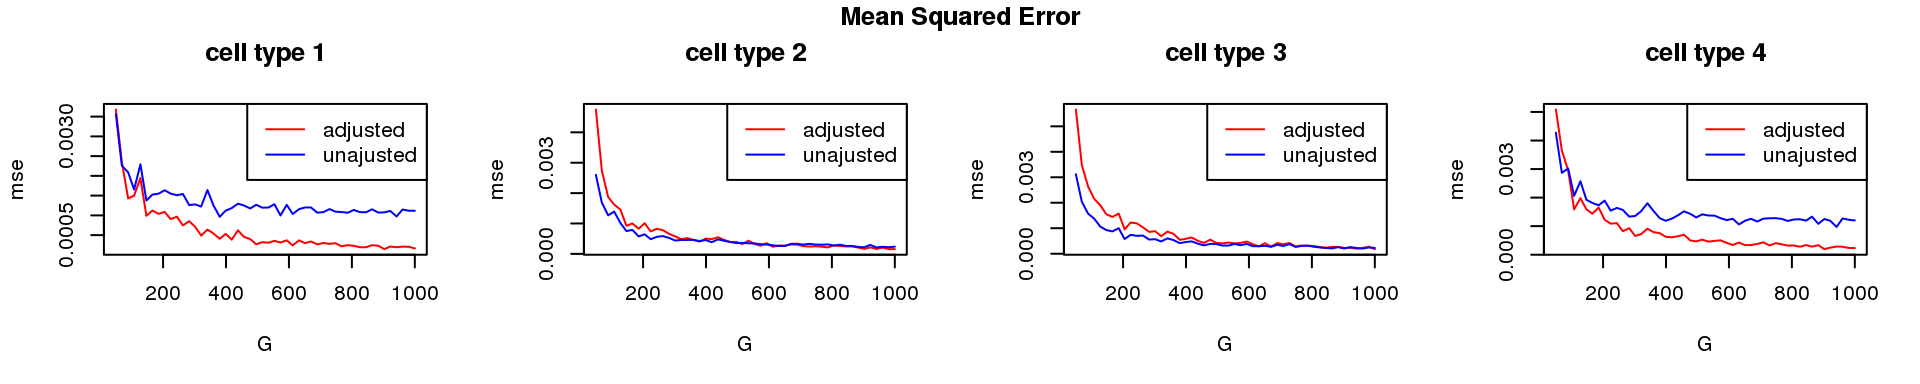 Mean Squared Error
cell type 1
mse
0.0005 0.0030
adjusted
unajusted
200 400 600 800 1000
G
cell type 2
mse
0.000 0.003
adjusted
unajusted
200 400 600 800 1000
G
cell type 3
mse
0.000 0.003
adjusted
unajusted
200 400 600 800 1000
G
cell type 4
mse
0.000 0.003
adjusted
unajusted
200 400 600 800 1000
G